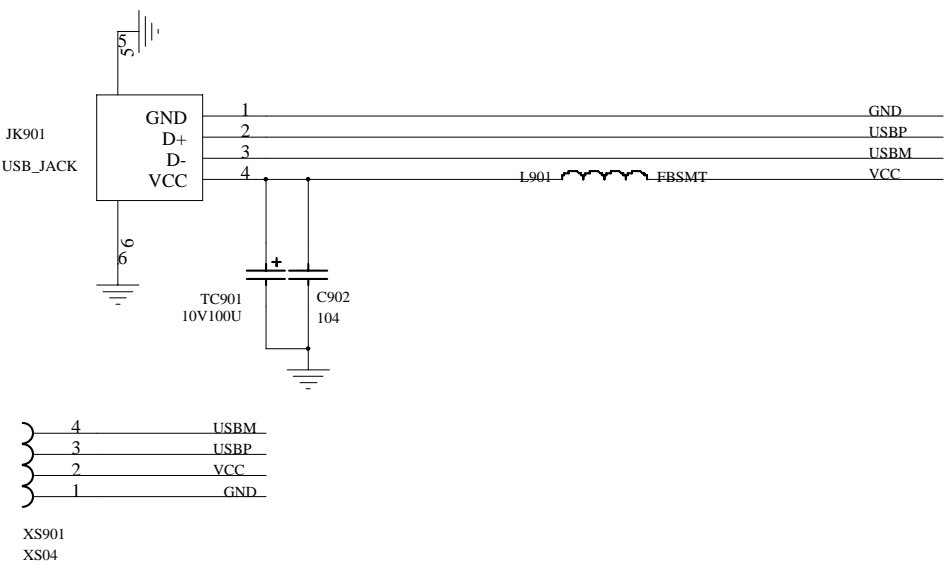 5
5
GND 1 GND
JK901
D+ 2 USBP
D- 3 USBM
USB_JACK
VCC 4 L901 FBSMT VCC
6
6
+
TC901 C902
10V100U 104
4 USBM
3 USBP
2 VCC
1 GND
XS901
XS04